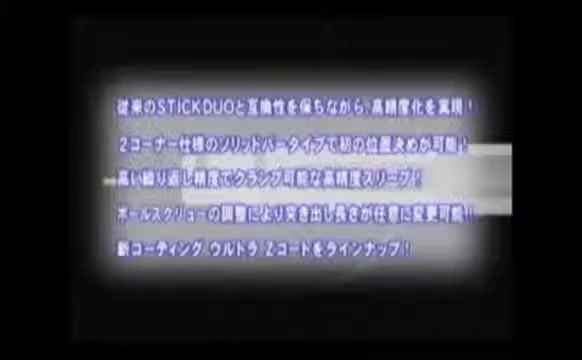 従来のSTICKDUOと互換性を保ちながら、高精度化を実現！
2コーナー仕様のソリッドバータイプで初の位置決めが可能！
高い繰り返し精度でクランプ可能な高精度スリーブ！
ボールスクリューの調整により突き出し長さが任意に変更可能！！
新コーティング ウルトラ Zコートをラインナップ！